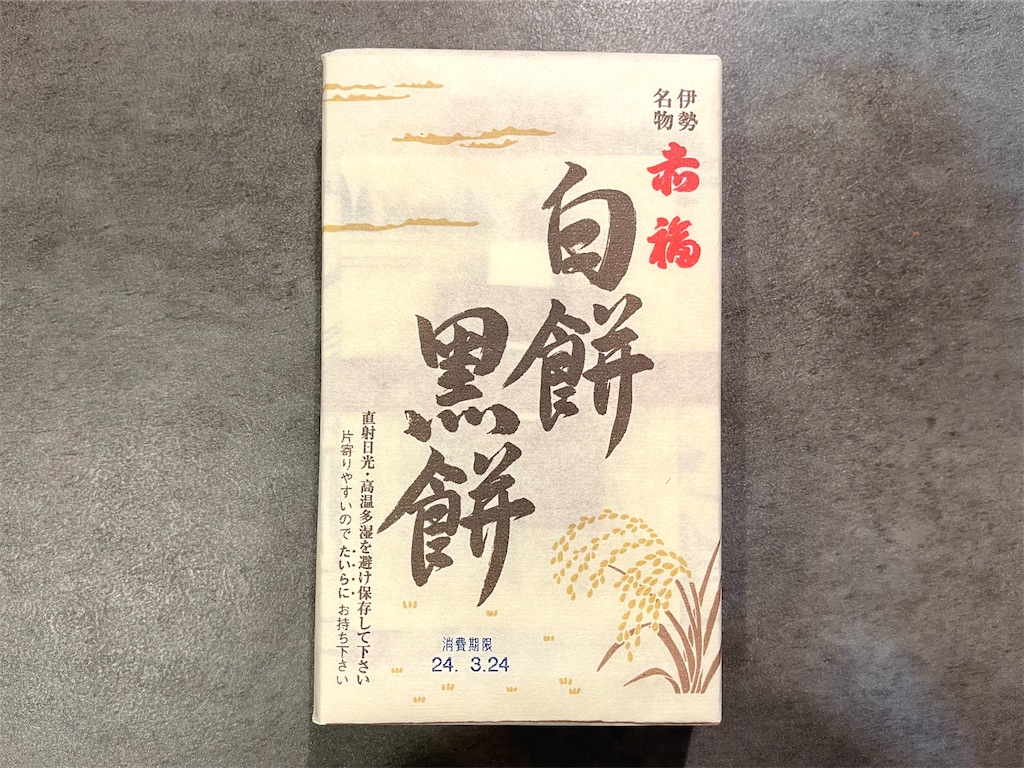 伊勢
名物
赤福
白餅
黒餅
直射日光・高温多湿を避け保存して下さい
片寄りやすいので たいらに お持ち下さい
消費期限
24. 3.24